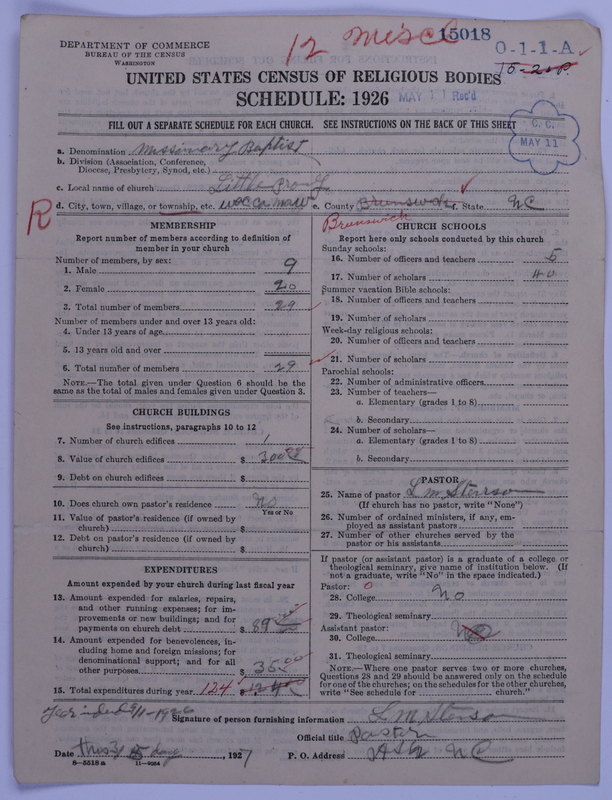 12 Miscl 15018
O-1-1-A
DEPARTMENT OF COMMERCE
BUREAU OF THE CENSUS
WASHINGTON
UNITED STATES CENSUS OF RELIGIOUS BODIES
SCHEDULE: 1926
MAY 11 Rec'd
C. C.
MAY 11
FILL OUT A SEPARATE SCHEDULE FOR EACH CHURCH. SEE INSTRUCTIONS ON THE BACK OF THIS SHEET
a. Denomination Missionary Baptist
b. Division (Association, Conference,
Diocese, Presbytery, Synod, etc.)
c. Local name of church Little Prong
R d. City, town, village, or township, etc. waccamaw e. County Brunswick f. State NC
Brunswick
MEMBERSHIP
Report number of members according to definition of
member in your church
Number of members, by sex:
1. Male 9
2. Female 20
3. Total number of members 29
Number of members under and over 13 years old:
4. Under 13 years of age
5. 13 years old and over
6. Total number of members 29
NOTE.—The total given under Question 6 should be the
same as the total of males and females given under Question 3.
CHURCH BUILDINGS
See instructions, paragraphs 10 to 12
7. Number of church edifices 1
8. Value of church edifices $ 300
9. Debt on church edifices $
10. Does church own pastor's residence No
Yes or No
11. Value of pastor's residence (if owned by
church) $
12. Debt on pastor's residence (if owned by
church) $
EXPENDITURES
Amount expended by your church during last fiscal year
13. Amount expended for salaries, repairs,
and other running expenses; for im-
provements or new buildings; and for
payments on church debt $ 89
14. Amount expended for benevolences, in-
cluding home and foreign missions; for
denominational support; and for all
other purposes $ 35 00
15. Total expenditures during year 124 $
CHURCH SCHOOLS
Report here only schools conducted by this church
Sunday schools:
16. Number of officers and teachers 5
17. Number of scholars 40
Summer vacation Bible schools:
18. Number of officers and teachers
19. Number of scholars
Week-day religious schools:
20. Number of officers and teachers
21. Number of scholars
Parochial schools:
22. Number of administrative officers
23. Number of teachers—
a. Elementary (grades 1 to 8)
b. Secondary
24. Number of scholars—
a. Elementary (grades 1 to 8)
b. Secondary
PASTOR
25. Name of pastor L M Stenson
(If church has no pastor, write "None")
26. Number of ordained ministers, if any, em-
ployed as assistant pastors
27. Number of other churches served by the
pastor or his assistants
If pastor (or assistant pastor) is a graduate of a college or
theological seminary, give name of institution below. (If
not a graduate, write "No" in the space indicated.)
Pastor: 0
28. College No
29. Theological seminary
Assistant pastor:
30. College No
31. Theological seminary
NOTE.—Where one pastor serves two or more churches,
Questions 28 and 29 should be answered only on the schedule
for one of the churches; on the schedules for the other churches,
write "See schedule for church."
Signature of person furnishing information L M Stenson
Official title Pastor
Date this 5 day, 1927 P. O. Address Ash NC
8—5518 a 11—9064